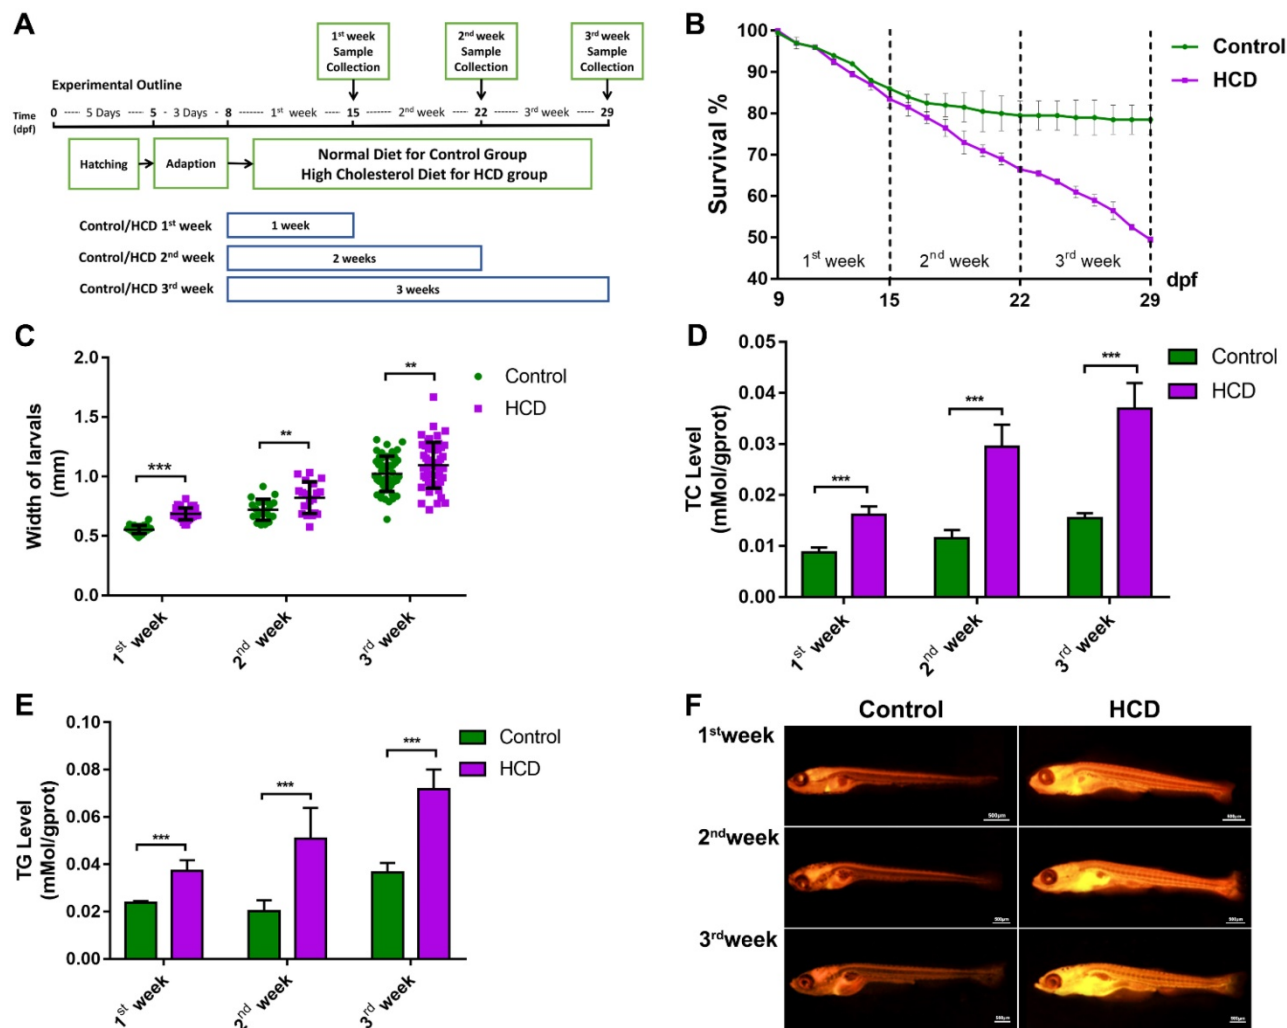 A
1st week
Sample
Collection
2nd week
Sample
Collection
3rd week
Sample
Collection
Experimental Outline
Time
(dpf)
0 5 Days 5 3 Days 8 1st week 15 2nd week 22 3rd week 29
Hatching
Adaption
Normal Diet for Control Group
High Cholesterol Diet for HCD group
Control/HCD 1st week
1 week
Control/HCD 2nd week
2 weeks
Control/HCD 3rd week
3 weeks
B
Survival %
100
90
80
70
60
50
40
1st week
2nd week
3rd week
9 15 22 29
dpf
Control
HCD
C
Width of larvals
(mm)
2.0
1.5
1.0
0.5
0.0
***
**
**
Control
HCD
1st week
2nd week
3rd week
D
TC Level
(mMol/gprot)
0.05
0.04
0.03
0.02
0.01
0.00
***
***
***
Control
HCD
1st week
2nd week
3rd week
E
TG Level
(mMol/gprot)
0.10
0.08
0.06
0.04
0.02
0.00
***
***
***
Control
HCD
1st week
2nd week
3rd week
F
Control HCD
1stweek
500μm
500μm
2ndweek
500μm
500μm
3rdweek
500μm
500μm